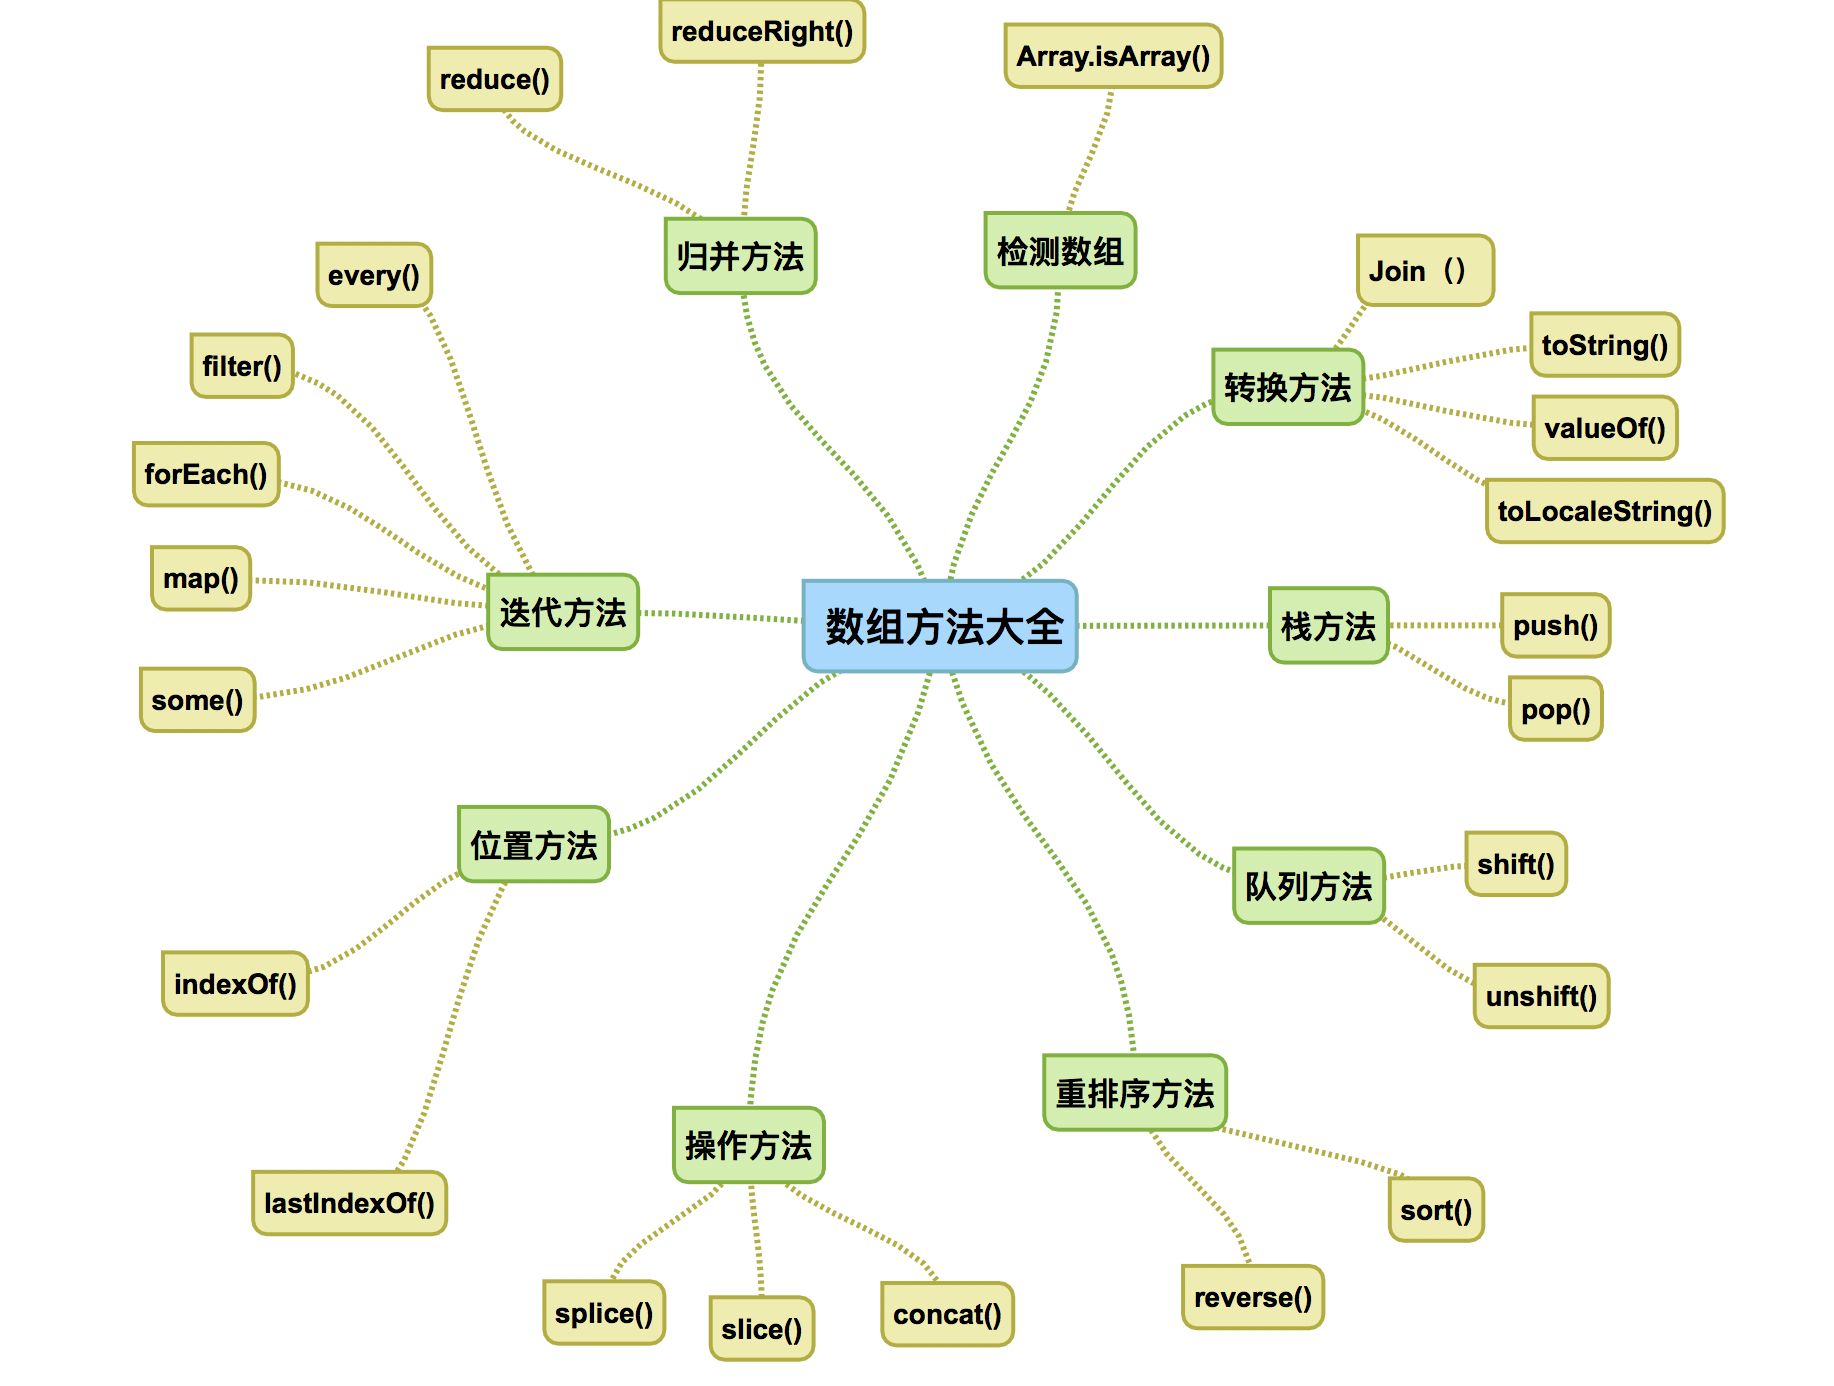 reduceRight()
Array.isArray()
reduce()
归并方法
检测数组
every()
Join（）
toString()
filter()
转换方法
valueOf()
forEach()
toLocaleString()
map()
迭代方法
数组方法大全
栈方法
push()
some()
pop()
位置方法
shift()
队列方法
indexOf()
unshift()
重排序方法
操作方法
lastIndexOf()
sort()
reverse()
splice()
slice()
concat()